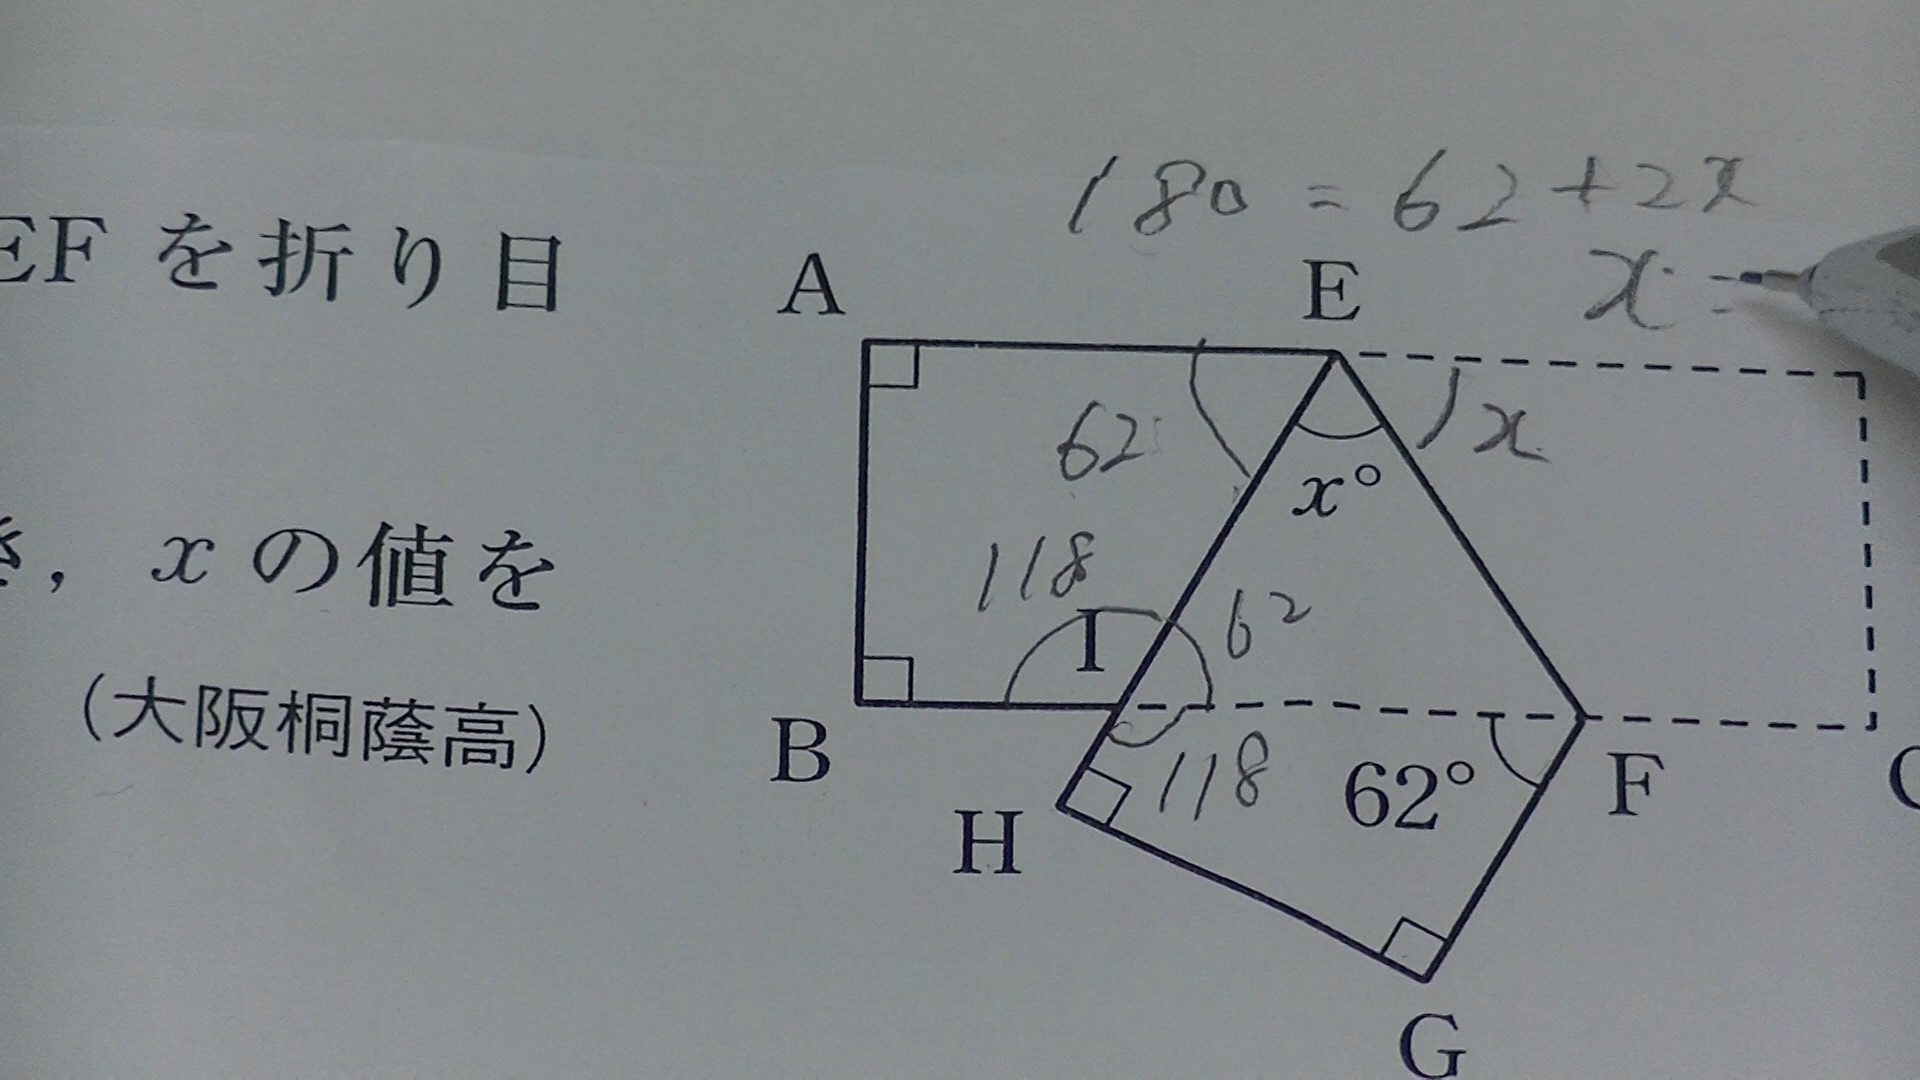 180 = 62 + 2x
x =
EF を折り目
A
E
62
x
x°
, x の値を
118
I
62
(大阪桐蔭高)
B
118
62°
F
H
G